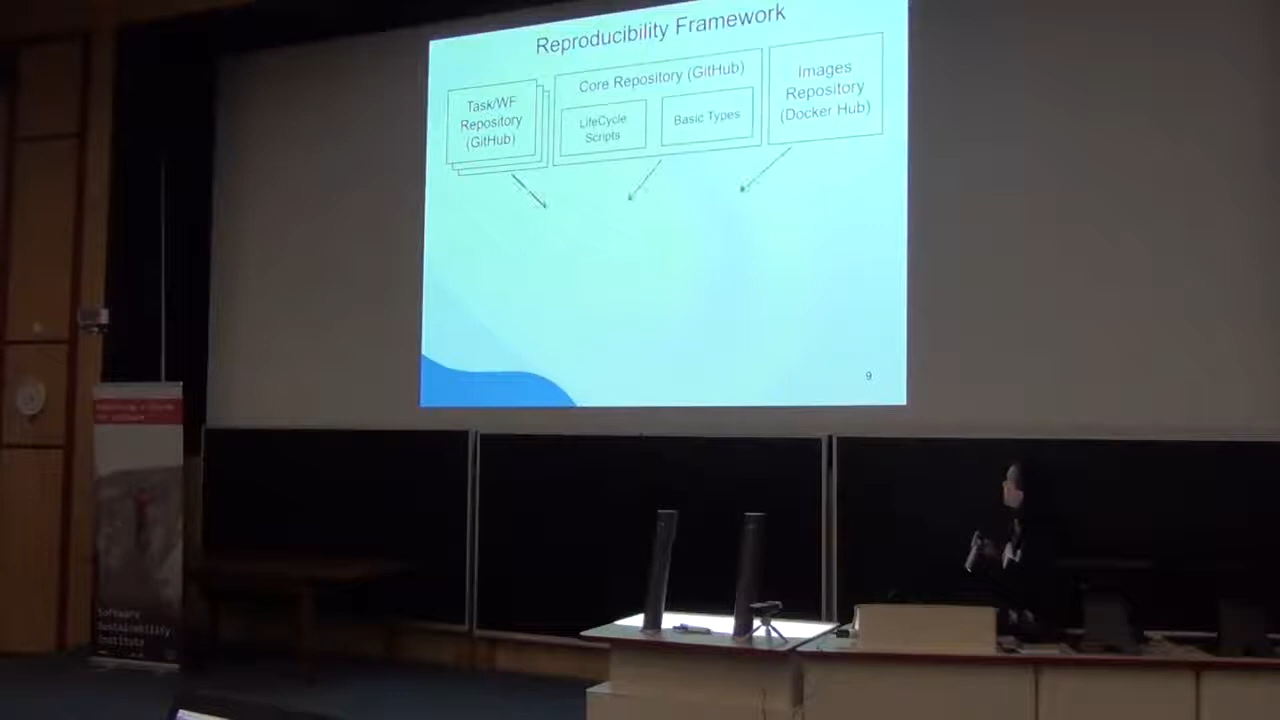 Reproducibility Framework
Task/WF
Repository
(GitHub)
Core Repository (GitHub)
LifeCycle
Scripts
Basic Types
Images
Repository
(Docker Hub)
9
Software
Sustainability
Institute